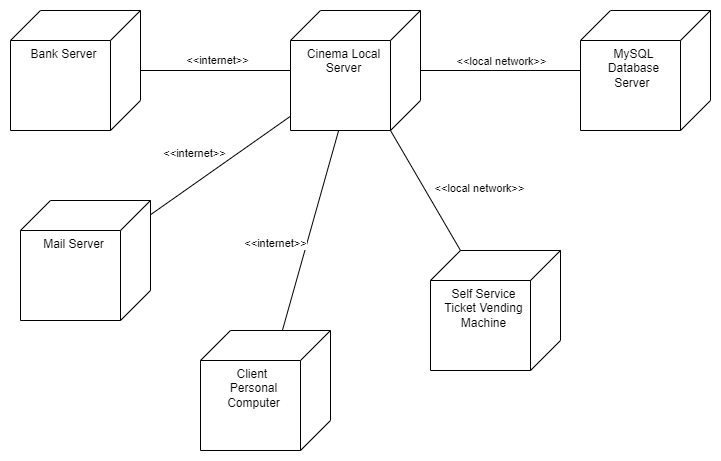 Bank Server
<<internet>>
Cinema Local
Server
<<local network>>
MySQL
Database
Server
<<internet>>
<<local network>>
Mail Server
<<internet>>
Self Service
Ticket Vending
Machine
Client
Personal
Computer